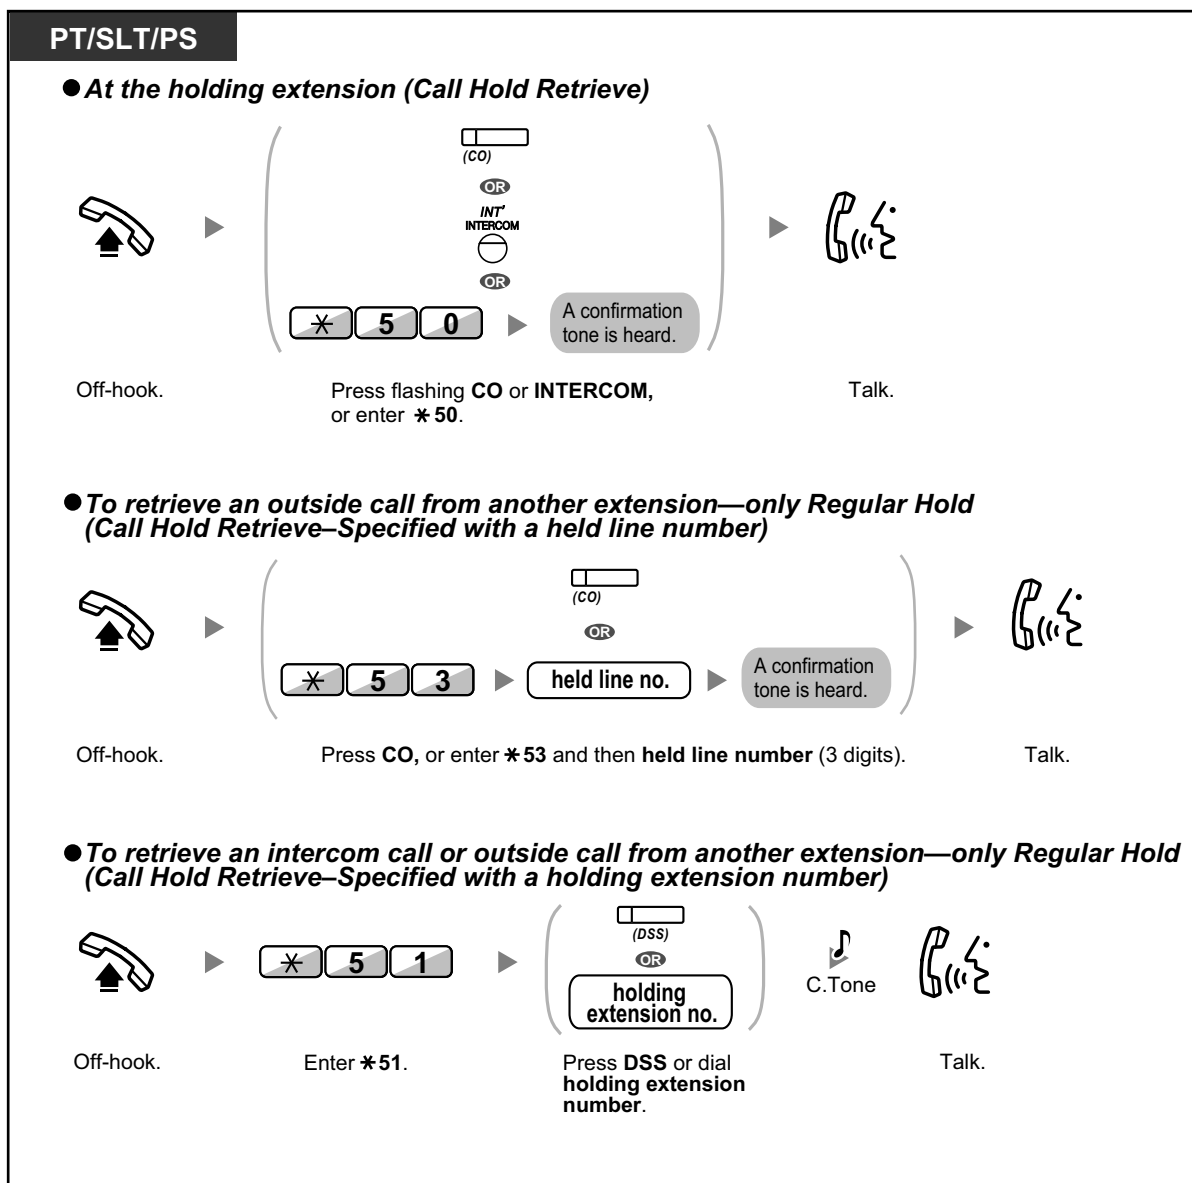 PT/SLT/PS
●At the holding extension (Call Hold Retrieve)
(CO)
OR
INT'
INTERCOM
OR
* 5 0
A confirmation
tone is heard.
Off-hook.
Press flashing CO or INTERCOM,
or enter *50.
Talk.
●To retrieve an outside call from another extension—only Regular Hold
(Call Hold Retrieve–Specified with a held line number)
(CO)
OR
* 5 3
held line no.
A confirmation
tone is heard.
Off-hook.
Press CO, or enter *53 and then held line number (3 digits).
Talk.
●To retrieve an intercom call or outside call from another extension—only Regular Hold
(Call Hold Retrieve–Specified with a holding extension number)
* 5 1
(DSS)
OR
holding
extension no.
C.Tone
Off-hook.
Enter *51.
Press DSS or dial
holding extension
number.
Talk.